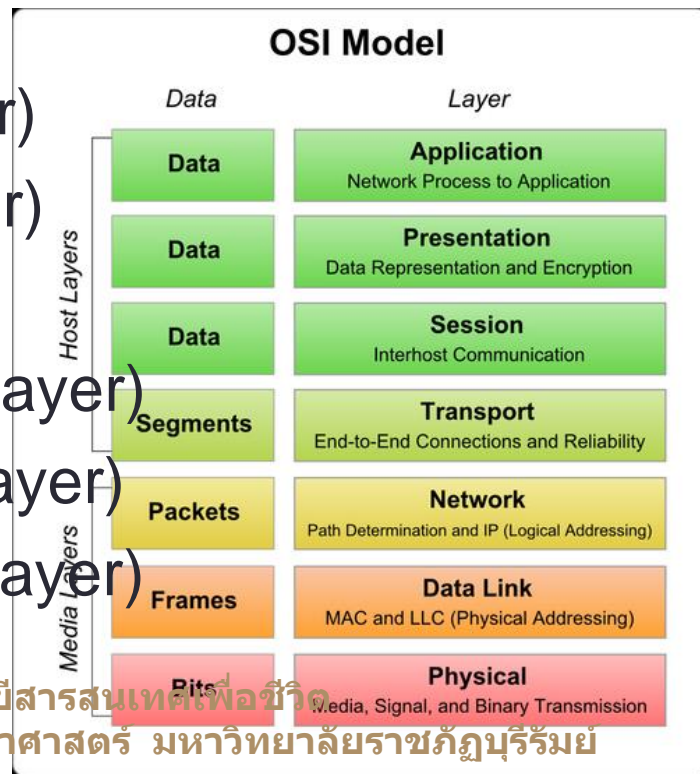 OSI Model
Data
Layer
r)
r)
ayer)
ayer)
ayer)
Host Layers
Media Layers
Data
Application
Network Process to Application
Data
Presentation
Data Representation and Encryption
Data
Session
Interhost Communication
Segments
Transport
End-to-End Connections and Reliability
Packets
Network
Path Determination and IP (Logical Addressing)
Frames
Data Link
MAC and LLC (Physical Addressing)
Bits
Physical
Media, Signal, and Binary Transmission
ยีสารสนเทศเพื่อชีวิต
าศาสตร์ มหาวิทยาลัยราชภัฏบุรีรัมย์